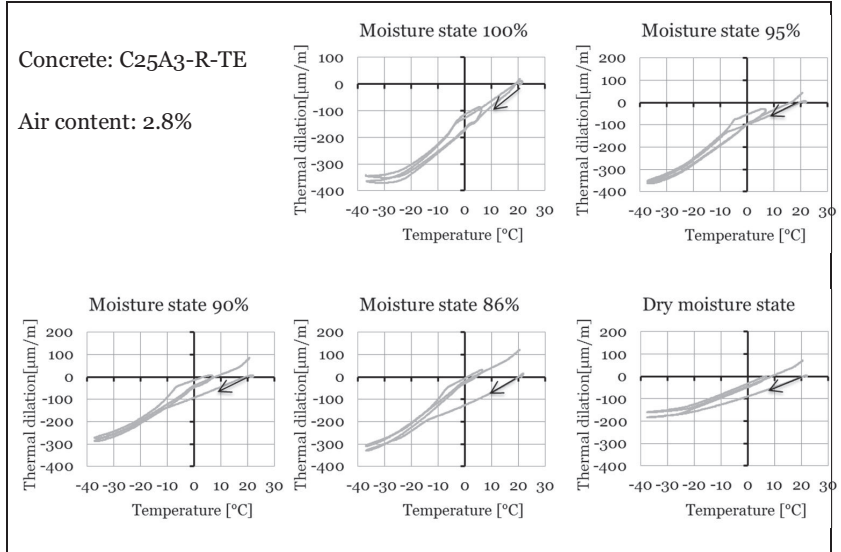 Concrete: C25A3-R-TE
Air content: 2.8%
Moisture state 100%
Thermal dilation[µm/m]
100
0
-100
-200
-300
-400
-40 -30 -20 -10 0 10 20 30
Temperature [°C]
Moisture state 95%
Thermal dilation[µm/m]
200
100
0
-100
-200
-300
-400
-40 -30 -20 -10 0 10 20 30
Temperature [°C]
Moisture state 90%
Thermal dilation[µm/m]
200
100
0
-100
-200
-300
-400
-40 -30 -20 -10 0 10 20 30
Temperature [°C]
Moisture state 86%
Thermal dilation[µm/m]
200
100
0
-100
-200
-300
-400
-40 -30 -20 -10 0 10 20 30
Temperature [°C]
Dry moisture state
Thermal dilation[µm/m]
200
100
0
-100
-200
-300
-400
-40 -30 -20 -10 0 10 20 30
Temperature [°C]